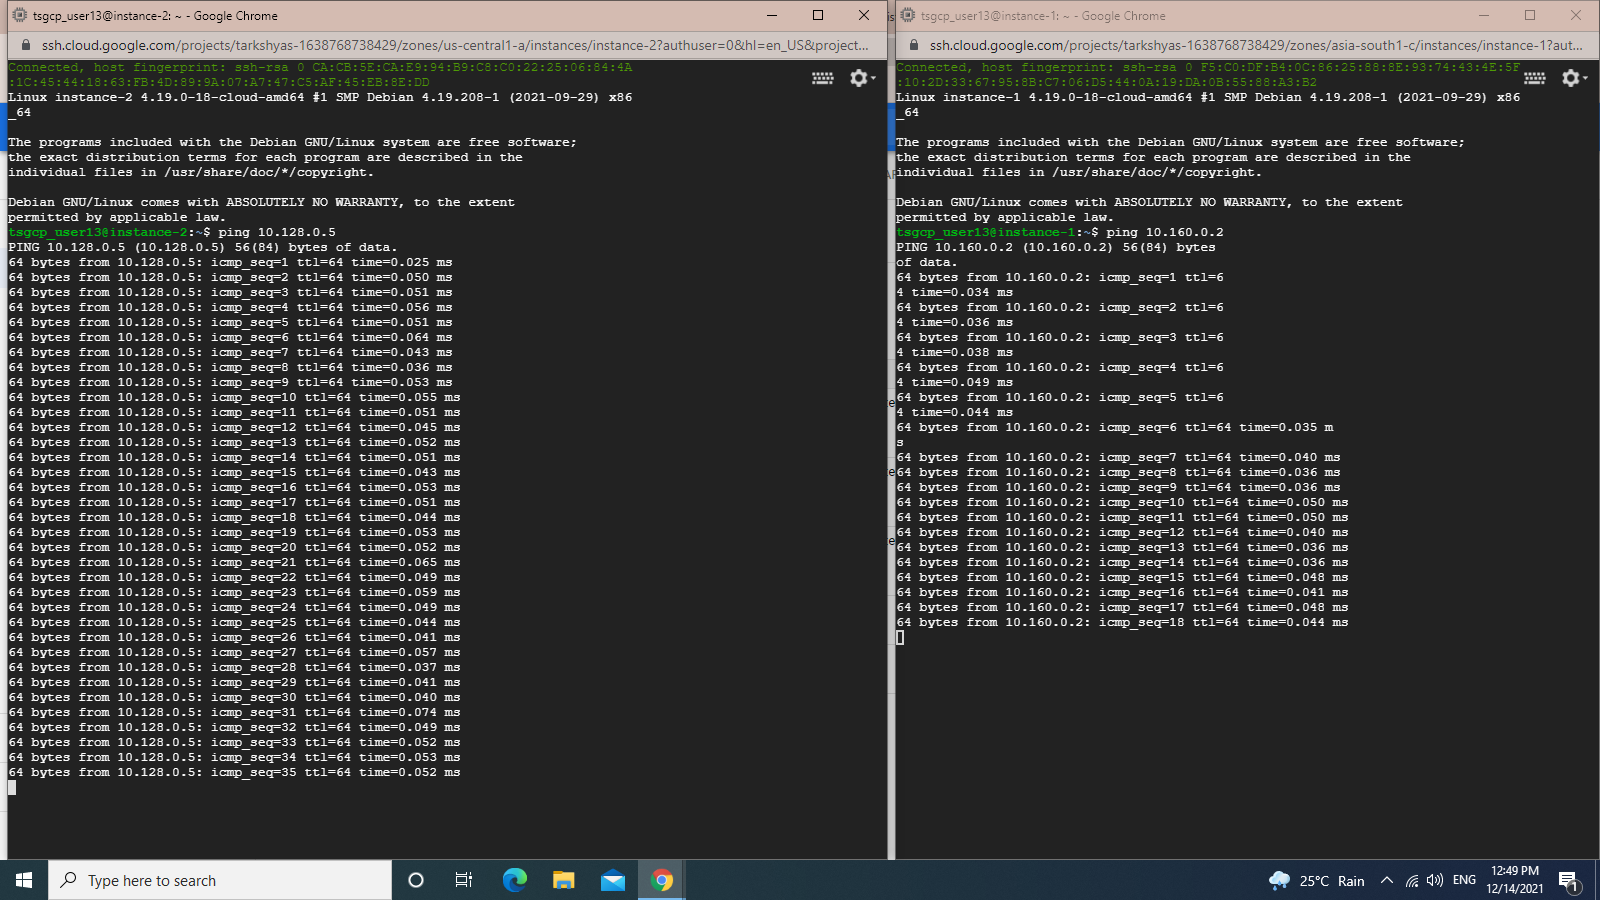 tsgcp_user13@instance-2: ~ - Google Chrome
ssh.cloud.google.com/projects/tarkshyas-1638768738429/zones/us-central1-a/instances/instance-2?authuser=0&hl=en_US&project...
Connected, host fingerprint: ssh-rsa 0 CA:CB:5E:CA:E9:94:B9:C8:C0:22:25:06:84:4A
:1C:45:44:18:63:FB:4D:89:9A:07:A7:47:C5:AF:45:EB:8E:DD
Linux instance-2 4.19.0-18-cloud-amd64 #1 SMP Debian 4.19.208-1 (2021-09-29) x86
_64
The programs included with the Debian GNU/Linux system are free software;
the exact distribution terms for each program are described in the
individual files in /usr/share/doc/*/copyright.
Debian GNU/Linux comes with ABSOLUTELY NO WARRANTY, to the extent
permitted by applicable law.
tsgcp_user13@instance-2:~$ ping 10.128.0.5
PING 10.128.0.5 (10.128.0.5) 56(84) bytes of data.
64 bytes from 10.128.0.5: icmp_seq=1 ttl=64 time=0.025 ms
64 bytes from 10.128.0.5: icmp_seq=2 ttl=64 time=0.050 ms
64 bytes from 10.128.0.5: icmp_seq=3 ttl=64 time=0.051 ms
64 bytes from 10.128.0.5: icmp_seq=4 ttl=64 time=0.056 ms
64 bytes from 10.128.0.5: icmp_seq=5 ttl=64 time=0.051 ms
64 bytes from 10.128.0.5: icmp_seq=6 ttl=64 time=0.064 ms
64 bytes from 10.128.0.5: icmp_seq=7 ttl=64 time=0.043 ms
64 bytes from 10.128.0.5: icmp_seq=8 ttl=64 time=0.036 ms
64 bytes from 10.128.0.5: icmp_seq=9 ttl=64 time=0.053 ms
64 bytes from 10.128.0.5: icmp_seq=10 ttl=64 time=0.055 ms
64 bytes from 10.128.0.5: icmp_seq=11 ttl=64 time=0.051 ms
64 bytes from 10.128.0.5: icmp_seq=12 ttl=64 time=0.045 ms
64 bytes from 10.128.0.5: icmp_seq=13 ttl=64 time=0.052 ms
64 bytes from 10.128.0.5: icmp_seq=14 ttl=64 time=0.051 ms
64 bytes from 10.128.0.5: icmp_seq=15 ttl=64 time=0.043 ms
64 bytes from 10.128.0.5: icmp_seq=16 ttl=64 time=0.053 ms
64 bytes from 10.128.0.5: icmp_seq=17 ttl=64 time=0.051 ms
64 bytes from 10.128.0.5: icmp_seq=18 ttl=64 time=0.044 ms
64 bytes from 10.128.0.5: icmp_seq=19 ttl=64 time=0.053 ms
64 bytes from 10.128.0.5: icmp_seq=20 ttl=64 time=0.052 ms
64 bytes from 10.128.0.5: icmp_seq=21 ttl=64 time=0.065 ms
64 bytes from 10.128.0.5: icmp_seq=22 ttl=64 time=0.049 ms
64 bytes from 10.128.0.5: icmp_seq=23 ttl=64 time=0.059 ms
64 bytes from 10.128.0.5: icmp_seq=24 ttl=64 time=0.049 ms
64 bytes from 10.128.0.5: icmp_seq=25 ttl=64 time=0.044 ms
64 bytes from 10.128.0.5: icmp_seq=26 ttl=64 time=0.041 ms
64 bytes from 10.128.0.5: icmp_seq=27 ttl=64 time=0.057 ms
64 bytes from 10.128.0.5: icmp_seq=28 ttl=64 time=0.037 ms
64 bytes from 10.128.0.5: icmp_seq=29 ttl=64 time=0.041 ms
64 bytes from 10.128.0.5: icmp_seq=30 ttl=64 time=0.040 ms
64 bytes from 10.128.0.5: icmp_seq=31 ttl=64 time=0.074 ms
64 bytes from 10.128.0.5: icmp_seq=32 ttl=64 time=0.049 ms
64 bytes from 10.128.0.5: icmp_seq=33 ttl=64 time=0.052 ms
64 bytes from 10.128.0.5: icmp_seq=34 ttl=64 time=0.053 ms
64 bytes from 10.128.0.5: icmp_seq=35 ttl=64 time=0.052 ms
tsgcp_user13@instance-1: ~ - Google Chrome
ssh.cloud.google.com/projects/tarkshyas-1638768738429/zones/asia-south1-c/instances/instance-1?aut...
Connected, host fingerprint: ssh-rsa 0 F5:C0:DF:B4:0C:86:25:88:8E:93:74:43:4E:5F
:10:2D:33:67:95:8B:C7:06:D5:44:0A:19:DA:0B:55:88:A3:B2
Linux instance-1 4.19.0-18-cloud-amd64 #1 SMP Debian 4.19.208-1 (2021-09-29) x86
_64
The programs included with the Debian GNU/Linux system are free software;
the exact distribution terms for each program are described in the
individual files in /usr/share/doc/*/copyright.
Debian GNU/Linux comes with ABSOLUTELY NO WARRANTY, to the extent
permitted by applicable law.
tsgcp_user13@instance-1:~$ ping 10.160.0.2
PING 10.160.0.2 (10.160.0.2) 56(84) bytes
of data.
64 bytes from 10.160.0.2: icmp_seq=1 ttl=6
4 time=0.034 ms
64 bytes from 10.160.0.2: icmp_seq=2 ttl=6
4 time=0.036 ms
64 bytes from 10.160.0.2: icmp_seq=3 ttl=6
4 time=0.038 ms
64 bytes from 10.160.0.2: icmp_seq=4 ttl=6
4 time=0.049 ms
64 bytes from 10.160.0.2: icmp_seq=5 ttl=6
4 time=0.044 ms
64 bytes from 10.160.0.2: icmp_seq=6 ttl=64 time=0.035 m
s
64 bytes from 10.160.0.2: icmp_seq=7 ttl=64 time=0.040 ms
64 bytes from 10.160.0.2: icmp_seq=8 ttl=64 time=0.036 ms
64 bytes from 10.160.0.2: icmp_seq=9 ttl=64 time=0.036 ms
64 bytes from 10.160.0.2: icmp_seq=10 ttl=64 time=0.050 ms
64 bytes from 10.160.0.2: icmp_seq=11 ttl=64 time=0.050 ms
64 bytes from 10.160.0.2: icmp_seq=12 ttl=64 time=0.040 ms
64 bytes from 10.160.0.2: icmp_seq=13 ttl=64 time=0.036 ms
64 bytes from 10.160.0.2: icmp_seq=14 ttl=64 time=0.036 ms
64 bytes from 10.160.0.2: icmp_seq=15 ttl=64 time=0.048 ms
64 bytes from 10.160.0.2: icmp_seq=16 ttl=64 time=0.041 ms
64 bytes from 10.160.0.2: icmp_seq=17 ttl=64 time=0.048 ms
64 bytes from 10.160.0.2: icmp_seq=18 ttl=64 time=0.044 ms
Type here to search
25°C Rain
ENG
12:49 PM
12/14/2021
1